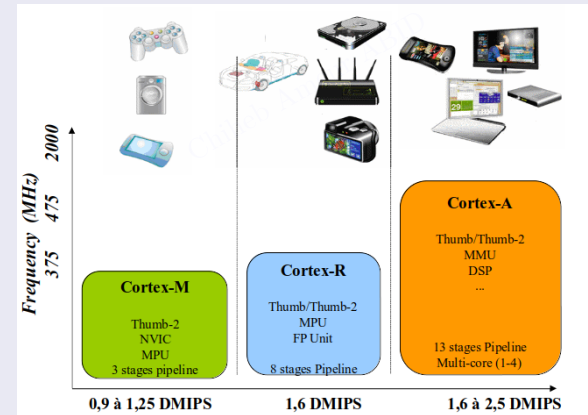 Frequency (MHz)
2000
475
375
Cortex-M
Thumb-2
NVIC
MPU
3 stages pipeline
Cortex-R
Thumb/Thumb-2
MPU
FP Unit
8 stages Pipeline
Cortex-A
Thumb/Thumb-2
MMU
DSP
...
13 stages Pipeline
Multi-core (1-4)
0,9 à 1,25 DMIPS
1,6 DMIPS
1,6 à 2,5 DMIPS